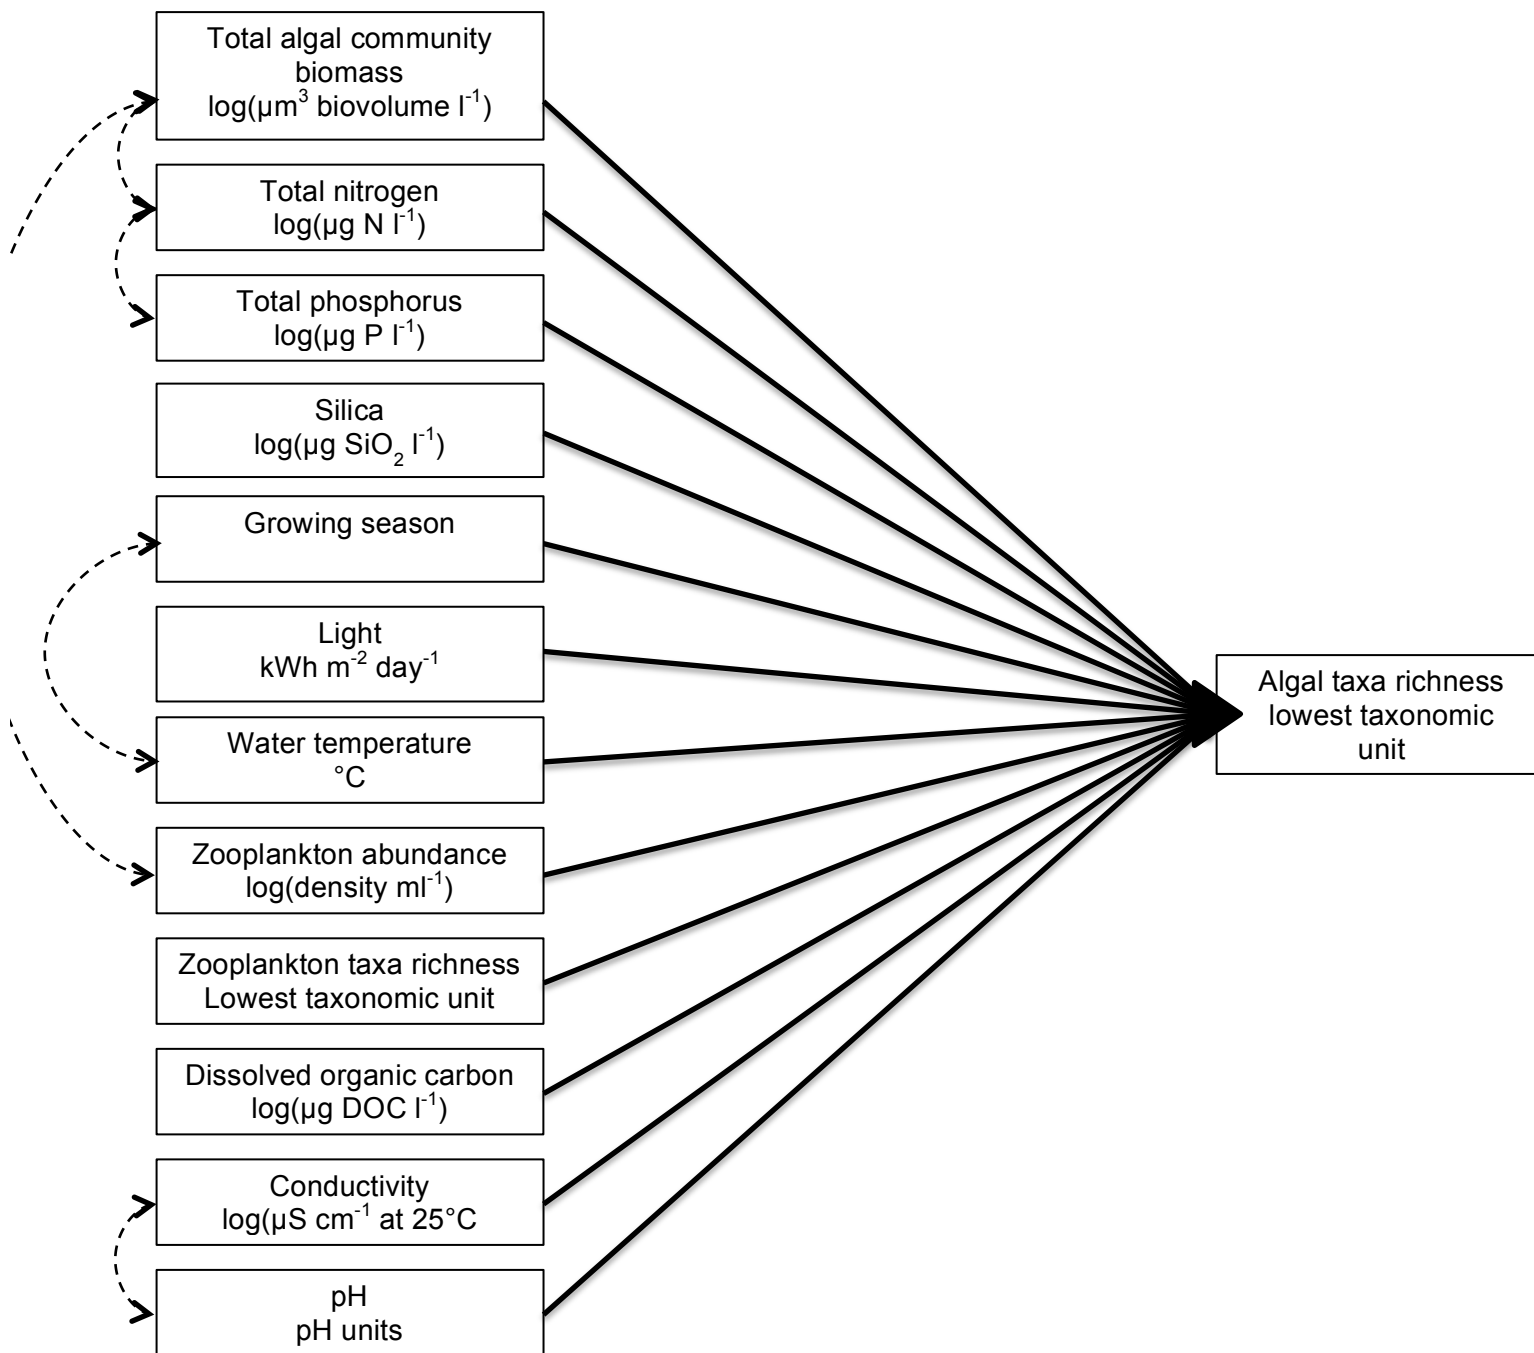 Total algal community
biomass
log(µm³ biovolume l⁻¹)
Total nitrogen
log(µg N l⁻¹)
Total phosphorus
log(µg P l⁻¹)
Silica
log(µg SiO₂ l⁻¹)
Growing season
Light
kWh m⁻² day⁻¹
Water temperature
°C
Zooplankton abundance
log(density ml⁻¹)
Zooplankton taxa richness
Lowest taxonomic unit
Dissolved organic carbon
log(µg DOC l⁻¹)
Conductivity
log(µS cm⁻¹ at 25°C
pH
pH units
Algal taxa richness
lowest taxonomic
unit